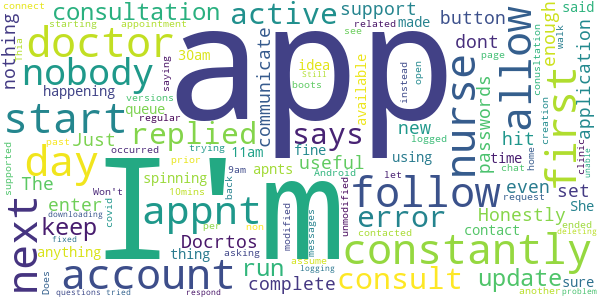 connect
consultation
active
support
related
made
button
see
dont
page
said
starting
appointment
this
saying
nothing
doctor
app
30am
idea
Still
boots
communicate
available
instead
open
allow
enough
walk
nobody
happening
versions
queue
regular
Just
replied
says
fine
new
nurse
passwords
hit
application
first
creation
conusltation
start
The
occurred
trying
11am
useful
using
logged
time
chat
home
clinic
unable
supported
day
past
prior
spinning
apnts
Android
even
set
She
next
enter
appnt
I'm
follow
error
Honestly
keep
anything
Won't
10mins
9am
back
covid
Docrtos
per
non
modified
messages
unmodified
let
contact
request
sure
ended
deleting
downloading
fixed
thing
asking
contacted
constantly
another
problem
account
run
complete
assume
logging
consult
update
Does
questions
tried
respond